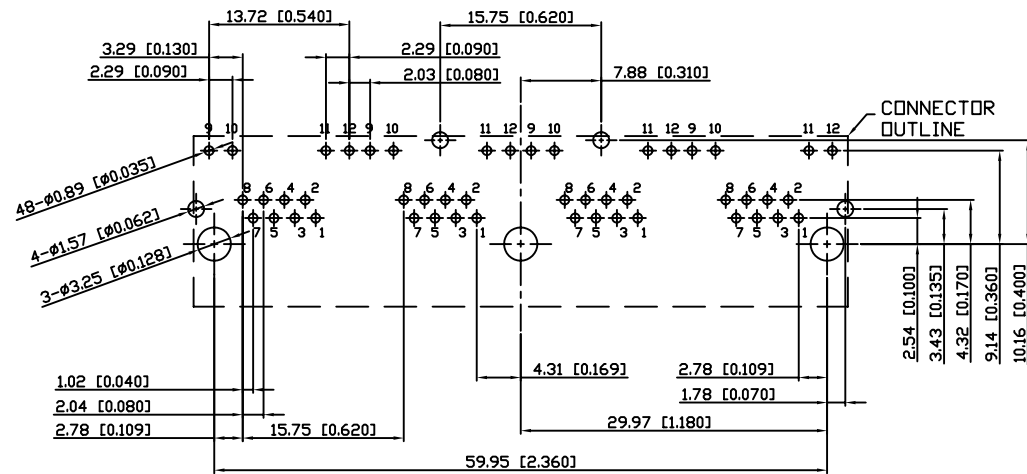 13.72 [0.540]
15.75 [0.620]
3.29 [0.130]
2.29 [0.090]
2.29 [0.090]
2.03 [0.080]
7.88 [0.310]
CONNECTOR
OUTLINE
9 10 11 12 9 10 11 12 9 10 11 12 9 10 11 12
48-ø0.89 [ø0.035]
8 6 4 2 8 6 4 2 8 6 4 2 8 6 4 2
4-ø1.57 [ø0.062]
7 5 3 1 7 5 3 1 7 5 3 1 7 5 3 1
3-ø3.25 [ø0.128]
2.54 [0.100]
3.43 [0.135]
4.32 [0.170]
9.14 [0.360]
10.16 [0.400]
1.02 [0.040]
4.31 [0.169]
2.78 [0.109]
2.04 [0.080]
1.78 [0.070]
2.78 [0.109]
15.75 [0.620]
29.97 [1.180]
59.95 [2.360]